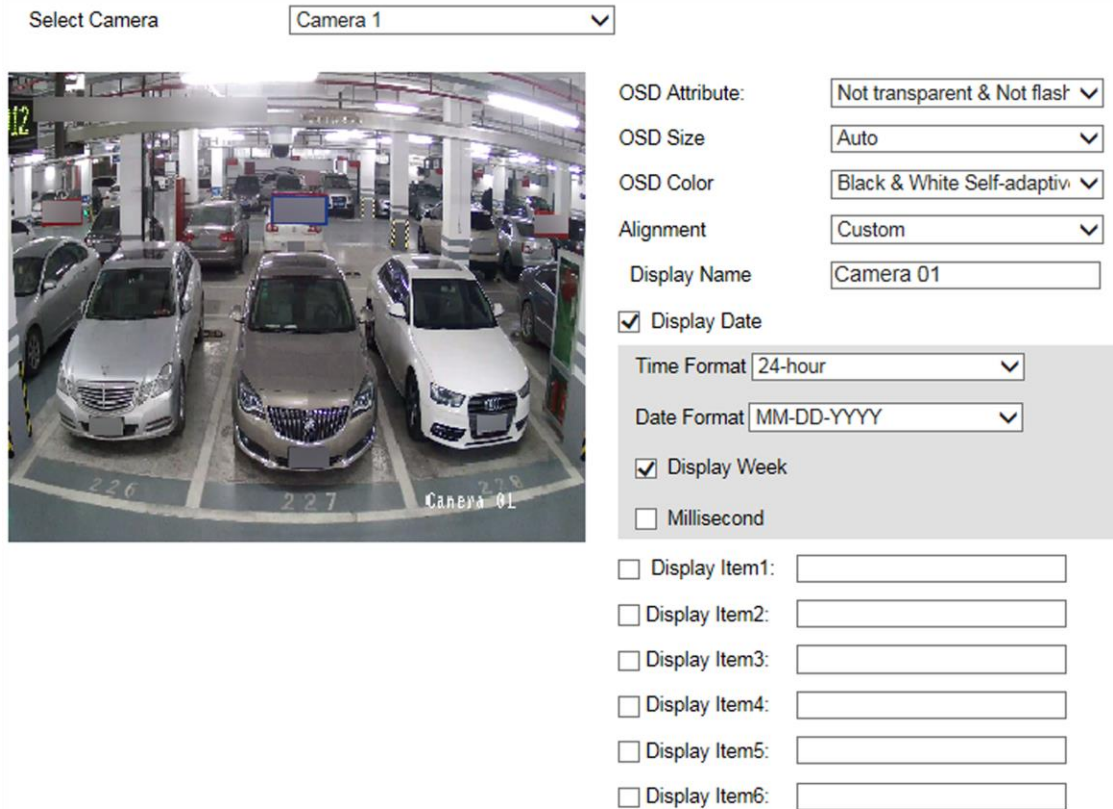 Select Camera Camera 1
OSD Attribute: Not transparent & Not flash
OSD Size Auto
OSD Color Black & White Self-adaptiv
Alignment Custom
Display Name Camera 01
Display Date
Time Format 24-hour
Date Format MM-DD-YYYY
Display Week
Millisecond
Display Item1:
Display Item2:
Display Item3:
Display Item4:
Display Item5:
Display Item6:
12
226
227
278
Camera 01